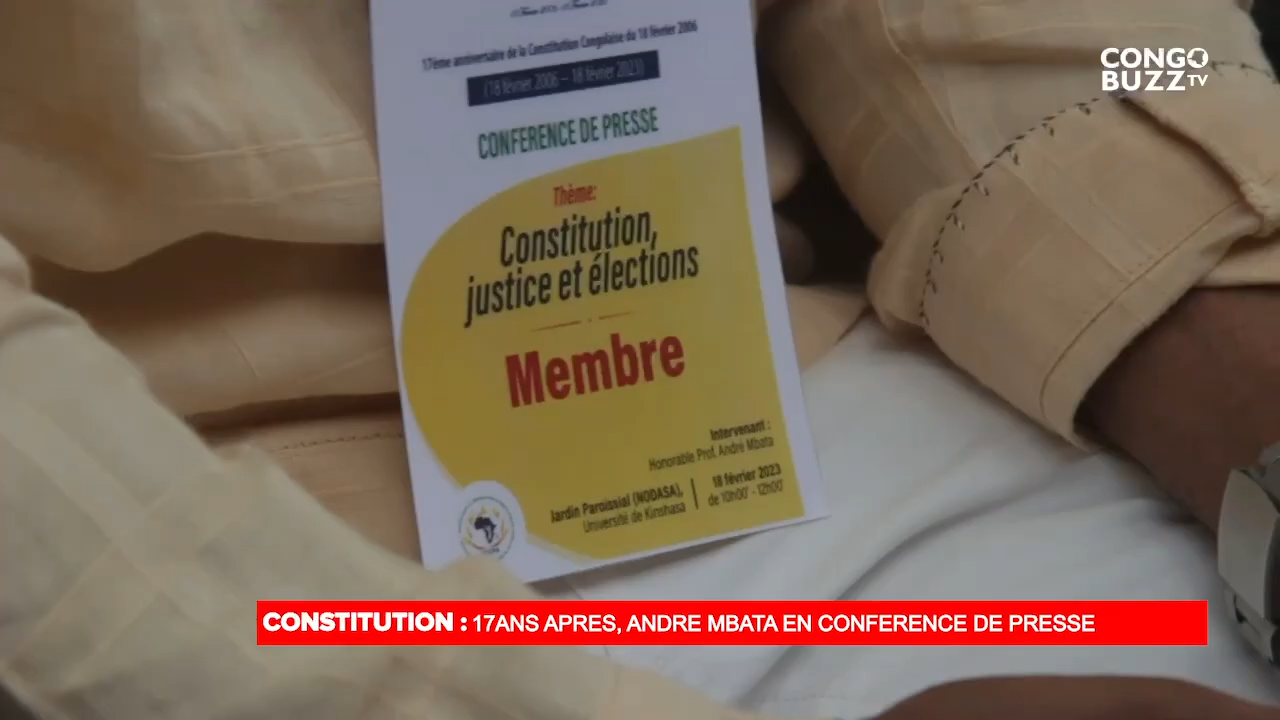 17ème anniversaire de la Constitution Congolaise du 18 février 2006
(18 février 2006 – 18 février 2023)
CONGO
BUZZ TV
CONFERENCE DE PRESSE
Thème:
Constitution,
justice et élections
Membre
Intervenant :
Honorable Prof. André Mbata
Jardin Paroissial (NODASA),
Université de Kinshasa
18 février 2023
de 10h00' - 12h00'
CONSTITUTION : 17ANS APRES, ANDRE MBATA EN CONFERENCE DE PRESSE